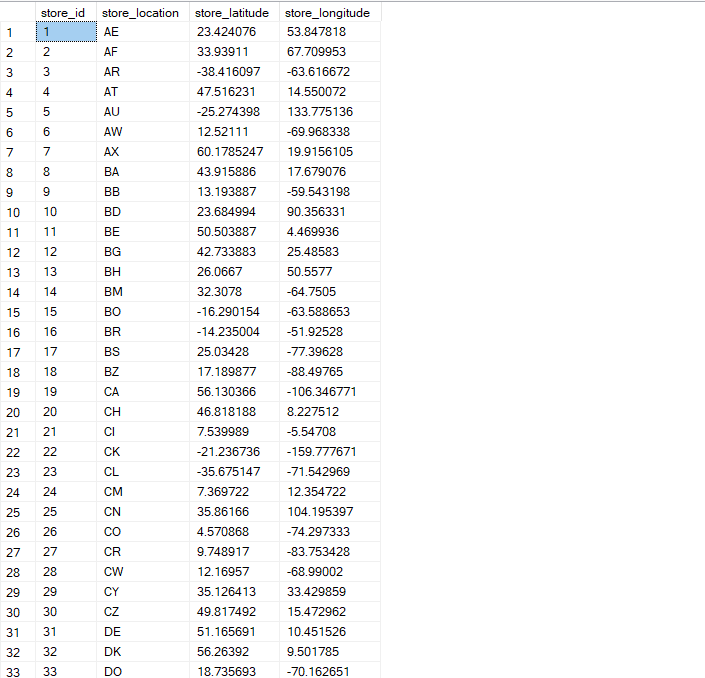 store_id store_location store_latitude store_longitude
1 1 AE 23.424076 53.847818
2 2 AF 33.93911 67.709953
3 3 AR -38.416097 -63.616672
4 4 AT 47.516231 14.550072
5 5 AU -25.274398 133.775136
6 6 AW 12.52111 -69.968338
7 7 AX 60.1785247 19.9156105
8 8 BA 43.915886 17.679076
9 9 BB 13.193887 -59.543198
10 10 BD 23.684994 90.356331
11 11 BE 50.503887 4.469936
12 12 BG 42.733883 25.48583
13 13 BH 26.0667 50.5577
14 14 BM 32.3078 -64.7505
15 15 BO -16.290154 -63.588653
16 16 BR -14.235004 -51.92528
17 17 BS 25.03428 -77.39628
18 18 BZ 17.189877 -88.49765
19 19 CA 56.130366 -106.346771
20 20 CH 46.818188 8.227512
21 21 CI 7.539989 -5.54708
22 22 CK -21.236736 -159.777671
23 23 CL -35.675147 -71.542969
24 24 CM 7.369722 12.354722
25 25 CN 35.86166 104.195397
26 26 CO 4.570868 -74.297333
27 27 CR 9.748917 -83.753428
28 28 CW 12.16957 -68.99002
29 29 CY 35.126413 33.429859
30 30 CZ 49.817492 15.472962
31 31 DE 51.165691 10.451526
32 32 DK 56.26392 9.501785
33 33 DO 18.735693 -70.162651